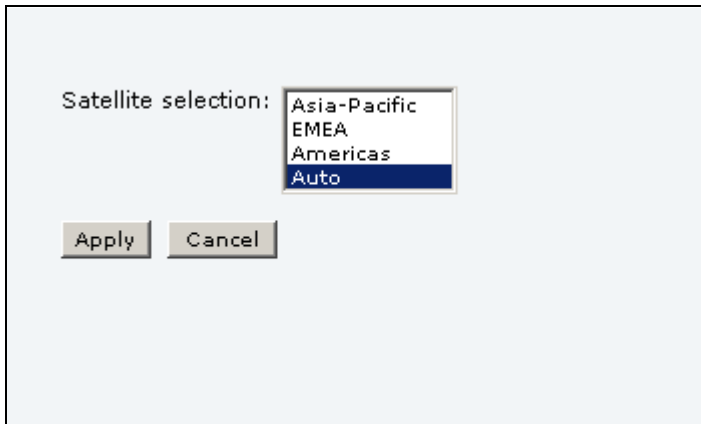 Satellite selection:
Asia-Pacific
EMEA
Americas
Auto
Apply Cancel